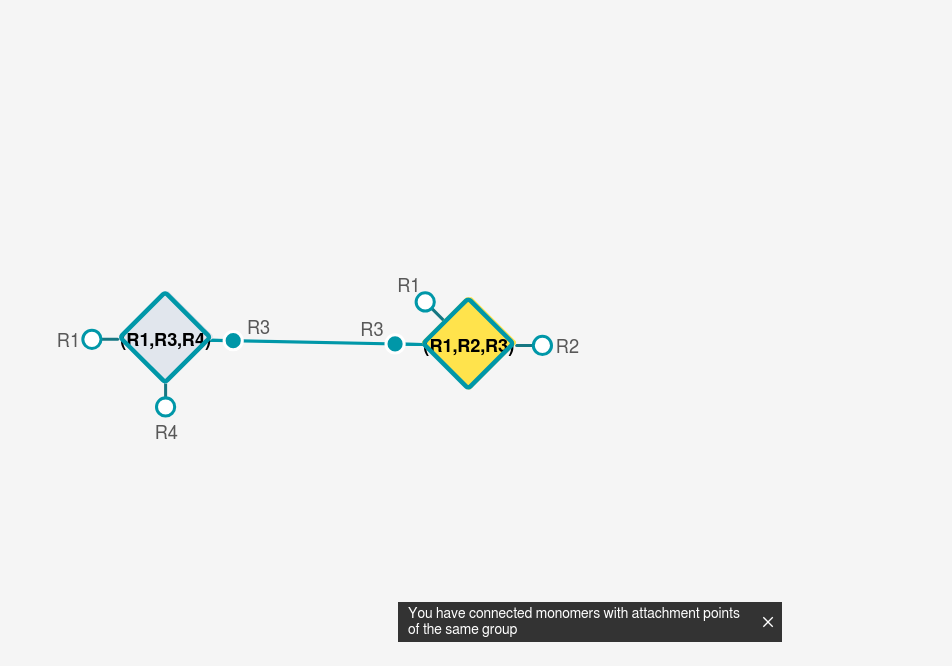 R1
(R1,R3,R4)
R3
R4
R3
R1
(R1,R2,R3)
R2
You have connected monomers with attachment points
of the same group